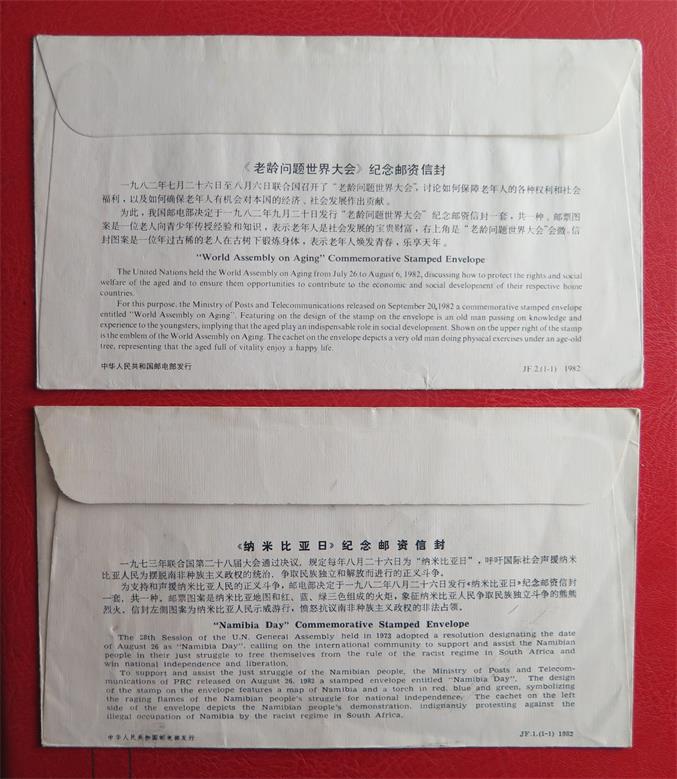 《老龄问题世界大会》纪念邮资信封
一九八二年七月二十六日至八月六日联合国召开了“老龄问题世界大会”,讨论如何保障老年人的各种权利和社会
福利,以及如何确保老年人有机会对本国的经济、社会发展作出贡献。
为此,我国邮电部决定于一九八二年九月二十日发行“老龄问题世界大会”纪念邮资信封一套,共一种。邮票图
案是一位老人向青少年传授经验和知识,表示老年人是社会发展的宝贵财富,右上角是“老龄问题世界大会”会徽。信
封图案是一位年过古稀的老人在古树下锻炼身体,表示老年人焕发青春,乐享天年。
"World Assembly on Aging" Commemorative Stamped Envelope
The United Nations held the World Assembly on Aging from July 26 to August 6, 1982, discussing how to protect the rights and social
welfare of the aged and to ensure them opportunities to contribute to the economic and social development of their respective home
countries.
For this purpose, the Ministry of Posts and Telecommunications released on September 20, 1982 a commemorative stamped envelope
entitled "World Assembly on Aging". Featuring on the design of the stamp on the envelope is an old man passing on knowledge and
experience to the youngsters, implying that the aged play an indispensable role in social development. Shown on the upper right of the stamp
is the emblem of the World Assembly on Aging. The cachet on the envelope depicts a very old man doing physical exercises under an age-old
tree, representing that the aged full of vitality enjoy a happy life.
中华人民共和国邮电部发行 JF.2.(1-1) 1982
《纳米比亚日》纪念邮资信封
一九七三年联合国第二十八届大会通过决议,规定每年八月二十六日为“纳米比亚日”,呼吁国际社会声援纳米
比亚人民为摆脱南非种族主义政权的统治,争取民族独立和解放而进行的正义斗争。
为支持和声援纳米比亚人民的正义斗争,邮电部决定于一九八二年八月二十六日发行《纳米比亚日》纪念邮资信封
一套,共一种。邮票图案是纳米比亚地图和红、蓝、绿三色组成的火炬,象征纳米比亚人民争取民族独立斗争的熊熊
烈火。信封左侧图案为纳米比亚人民示威游行,愤怒抗议南非种族主义政权的非法占领。
"Namibia Day" Commemorative Stamped Envelope
The 28th Session of the U.N. General Assembly held in 1973 adopted a resolution designating the date
of August 26 as "Namibia Day", calling on the international community to support and assist the Namibian
people in their just struggle to free themselves from the rule of the racist regime in South Africa and
win national independence and liberation.
To support and assist the just struggle of the Namibian people, the Ministry of Posts and Telecom-
munications of PRC released on August 26, 1982 a stamped envelope entitled "Namibia Day". The design
of the stamp on the envelope features a map of Namibia and a torch in red, blue and green, symbolizing
the raging flames of the Namibian people's struggle for national independence. The cachet on the left
side of the envelope depicts the Namibian people's demonstration, indignantly protesting against the
illegal occupation of Namibia by the racist regime in South Africa.
中华人民共和国邮电部发行 JF.1.(1-1) 1982